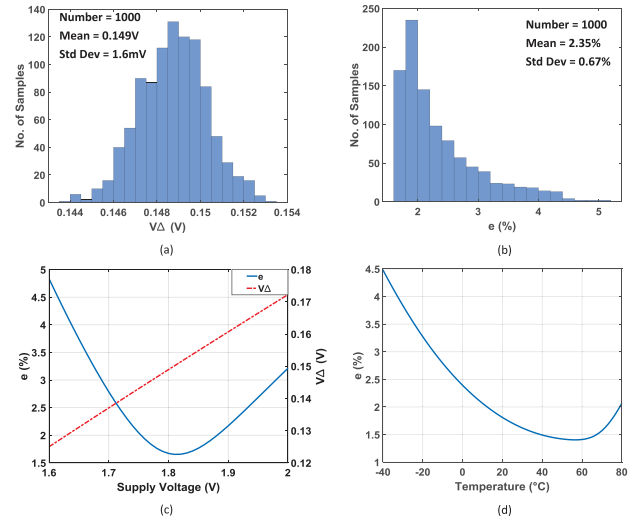 140
120
100
80
60
40
20
0
No. of Samples
Number = 1000
Mean = 0.149V
Std Dev = 1.6mV
0.144 0.146 0.148 0.15 0.152 0.154
V∆ (V)
(a)
250
200
150
100
50
0
No. of Samples
Number = 1000
Mean = 2.35%
Std Dev = 0.67%
2 3 4 5
e (%)
(b)
5
4.5
4
3.5
3
2.5
2
1.5
e (%)
e
V∆
0.18
0.17
0.16
0.15
0.14
0.13
0.12
V∆ (V)
1.6 1.7 1.8 1.9 2
Supply Voltage (V)
(c)
4.5
4
3.5
3
2.5
2
1.5
1
e (%)
-40 -20 0 20 40 60 80
Temperature (°C)
(d)